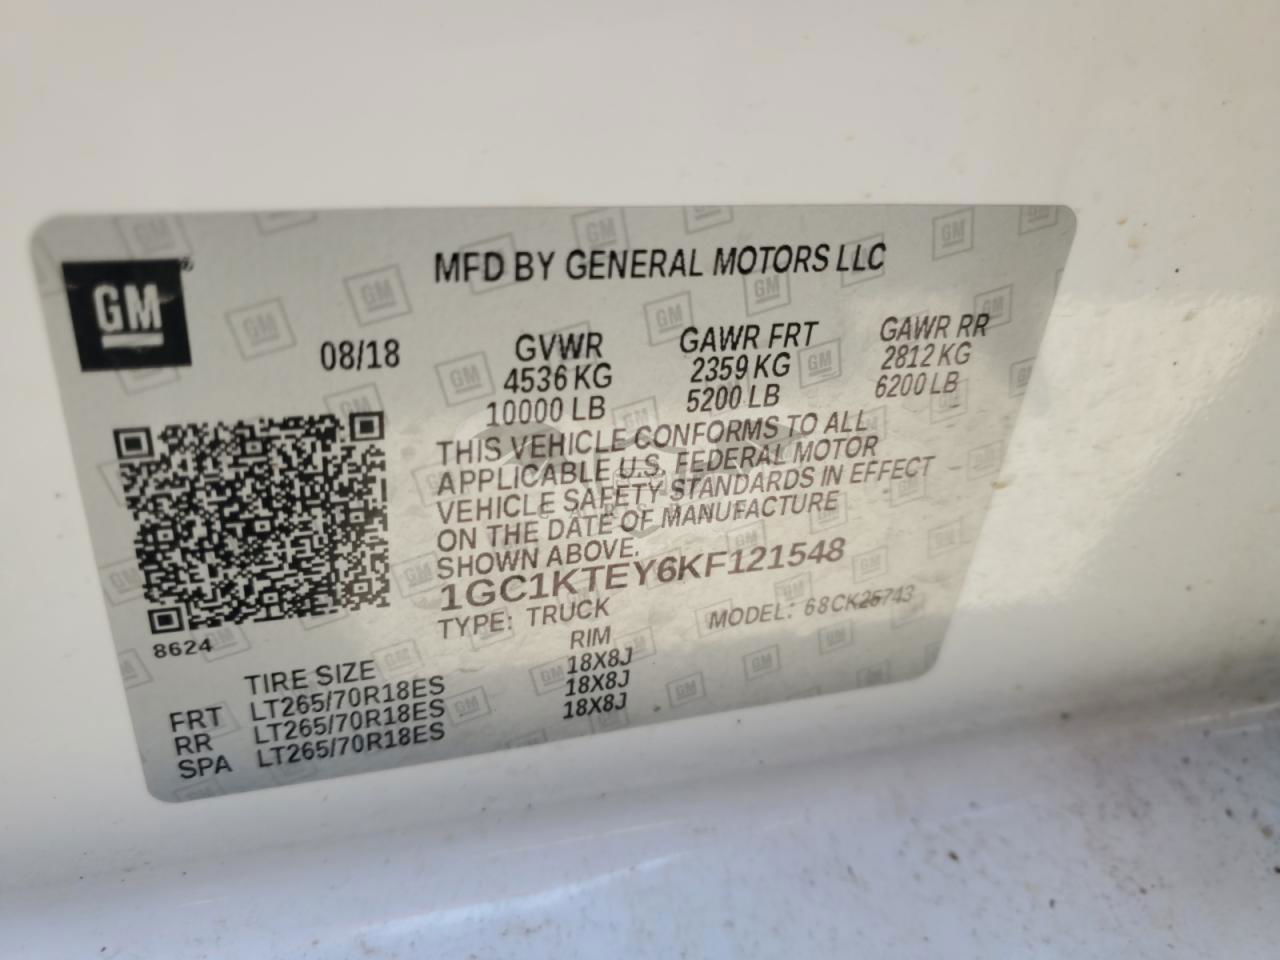 GM
MFD BY GENERAL MOTORS LLC
08/18
GVWR GAWR FRT GAWR RR
4536 KG 2359 KG 2812 KG
10000 LB 5200 LB 6200 LB
THIS VEHICLE CONFORMS TO ALL
APPLICABLE U.S. FEDERAL MOTOR
VEHICLE SAFETY STANDARDS IN EFFECT
ON THE DATE OF MANUFACTURE
SHOWN ABOVE.
1GC1KTEY6KF121548
TYPE: TRUCK MODEL: 68CK25743
8624
TIRE SIZE RIM
FRT LT265/70R18ES 18X8J
RR LT265/70R18ES 18X8J
SPA LT265/70R18ES 18X8J